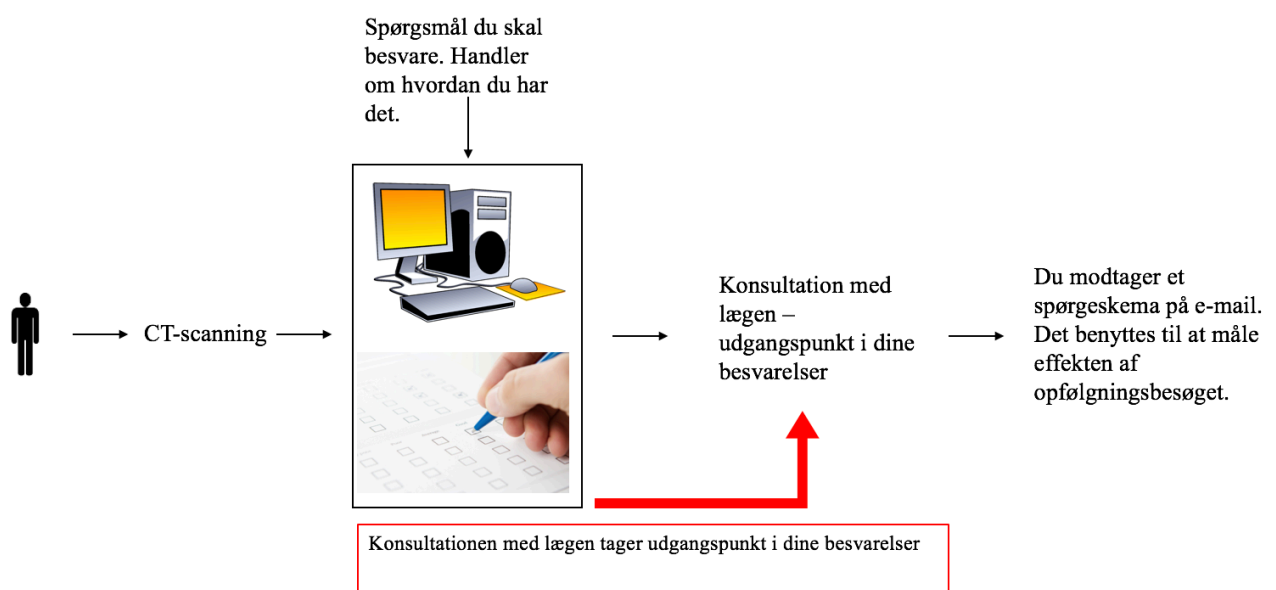 Spørgsmål du skal
besvare. Handler
om hvordan du har
det.
CT-scanning
Konsultation med
lægen –
udgangspunkt i dine
besvarelser
Du modtager et
spørgeskema på e-mail.
Det benyttes til at måle
effekten af
opfølgningsbesøget.
Konsultationen med lægen tager udgangspunkt i dine besvarelser